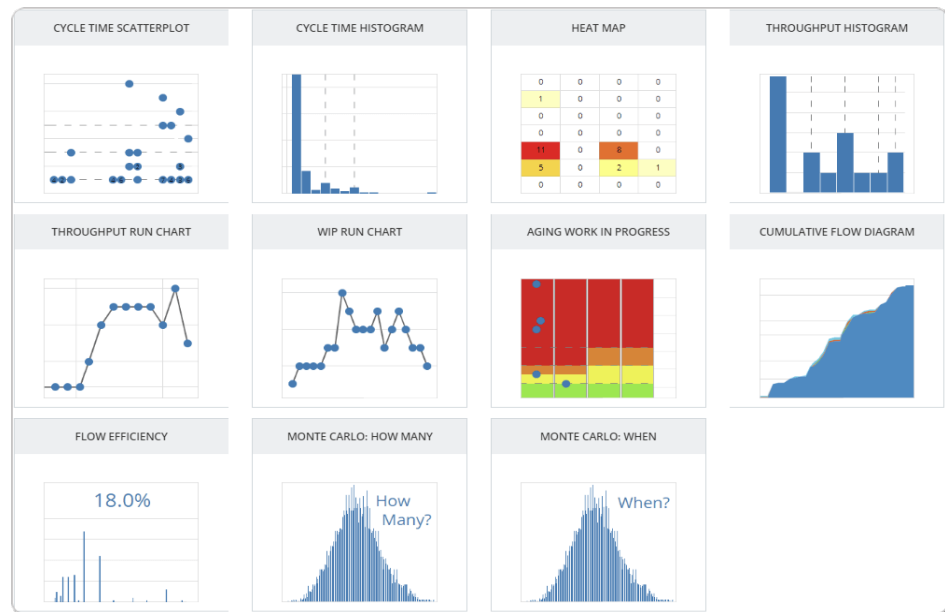 CYCLE TIME SCATTERPLOT
CYCLE TIME HISTOGRAM
HEAT MAP
THROUGHPUT HISTOGRAM
0 0 0 0
1 0 0 0
0 0 0 0
0 0 0 0
11 0 8 0
5 0 2 1
0 0 0 0
THROUGHPUT RUN CHART
WIP RUN CHART
AGING WORK IN PROGRESS
CUMULATIVE FLOW DIAGRAM
FLOW EFFICIENCY
MONTE CARLO: HOW MANY
MONTE CARLO: WHEN
18.0%
How
Many?
When?